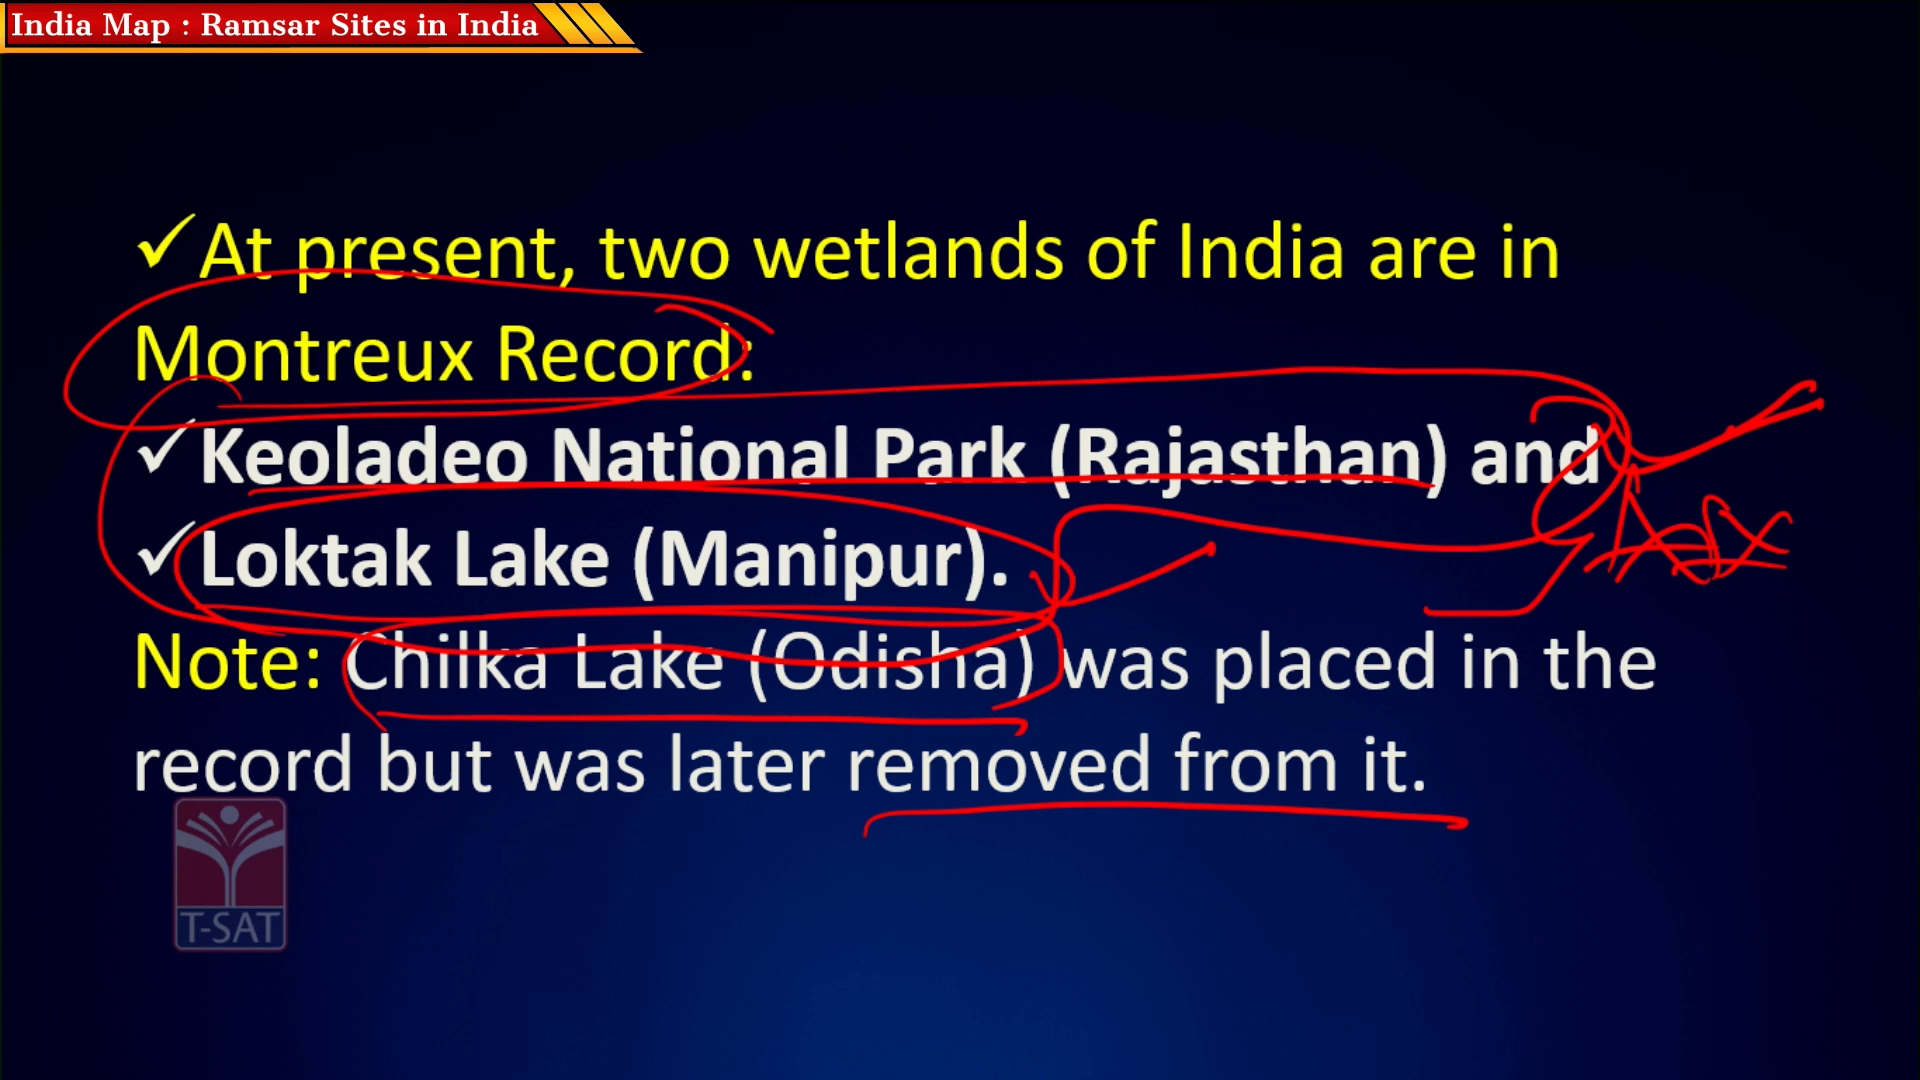 India Map : Ramsar Sites in India
✓At present, two wetlands of India are in
Montreux Record:
✓Keoladeo National Park (Rajasthan) and
✓Loktak Lake (Manipur).
Note: Chilka Lake (Odisha) was placed in the
record but was later removed from it.
T-SAT